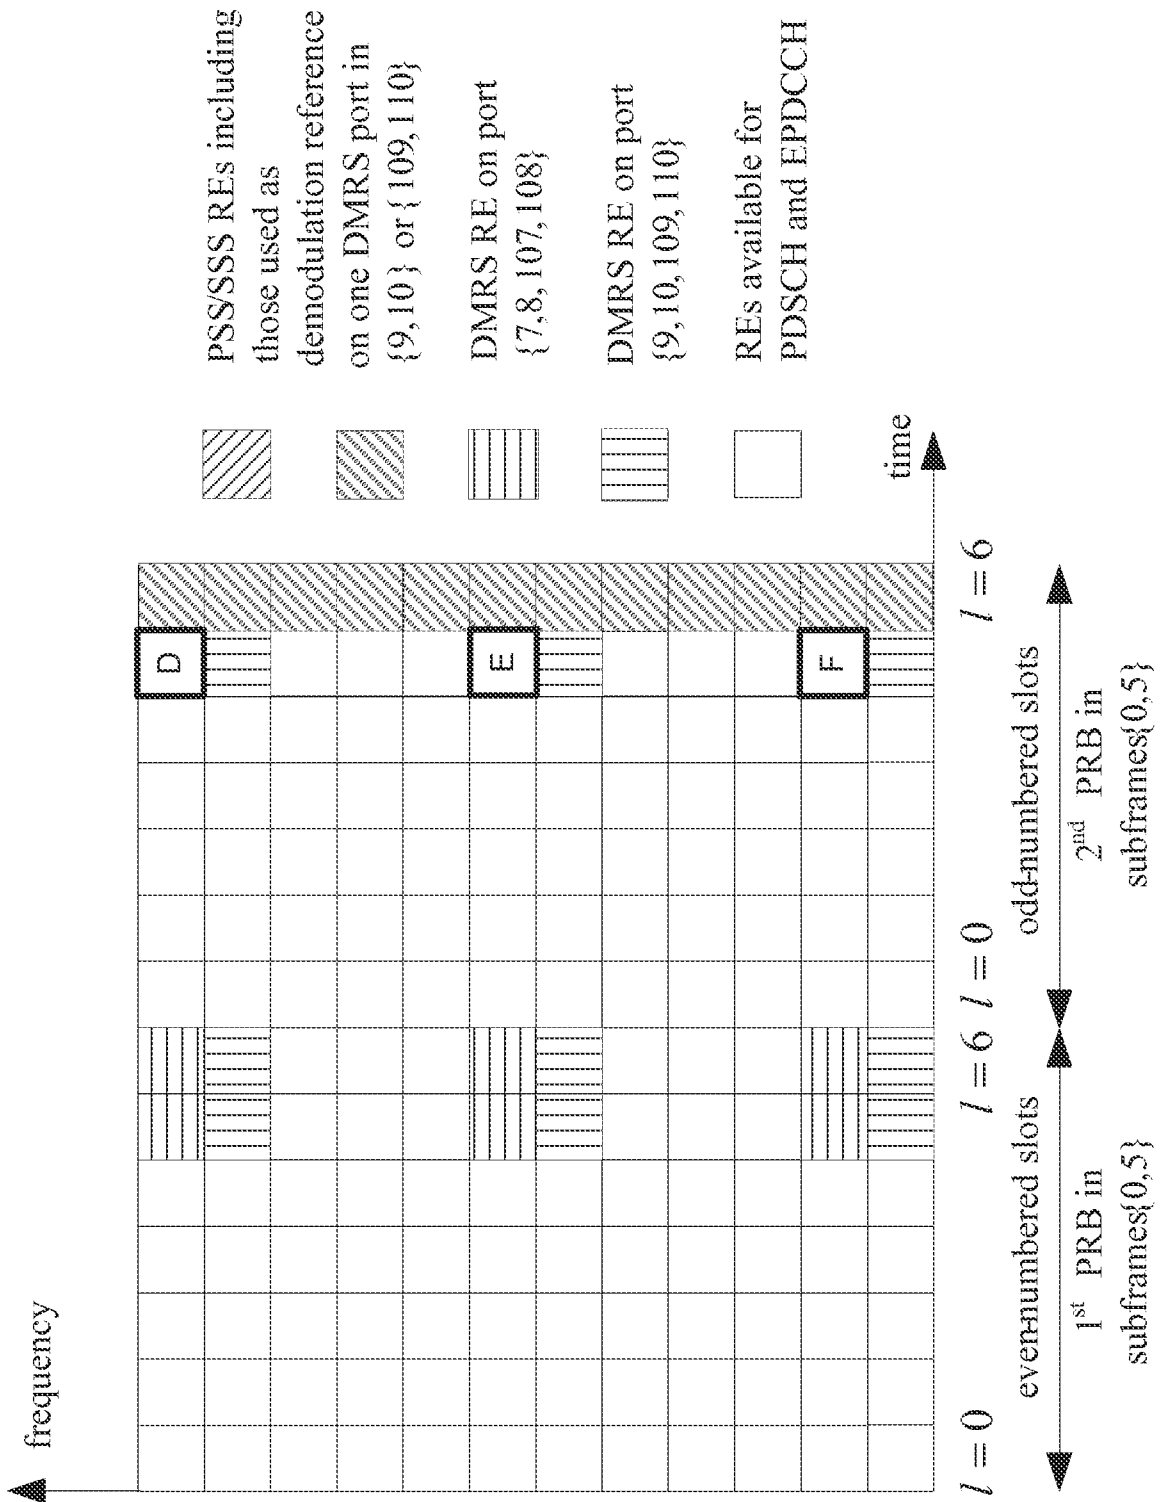 frequency
PSS/SSS REs including
those used as
demodulation reference
on one DMRS port in
{9,10} or {109,110}
DMRS RE on port
{7,8,107,108}
DMRS RE on port
{9,10,109,110}
REs available for
PDSCH and EPDCCH
D
E
F
time
l = 0
l = 6
l = 0
l = 6
even-numbered slots
odd-numbered slots
1st PRB in
subframes{0,5}
2nd PRB in
subframes{0,5}